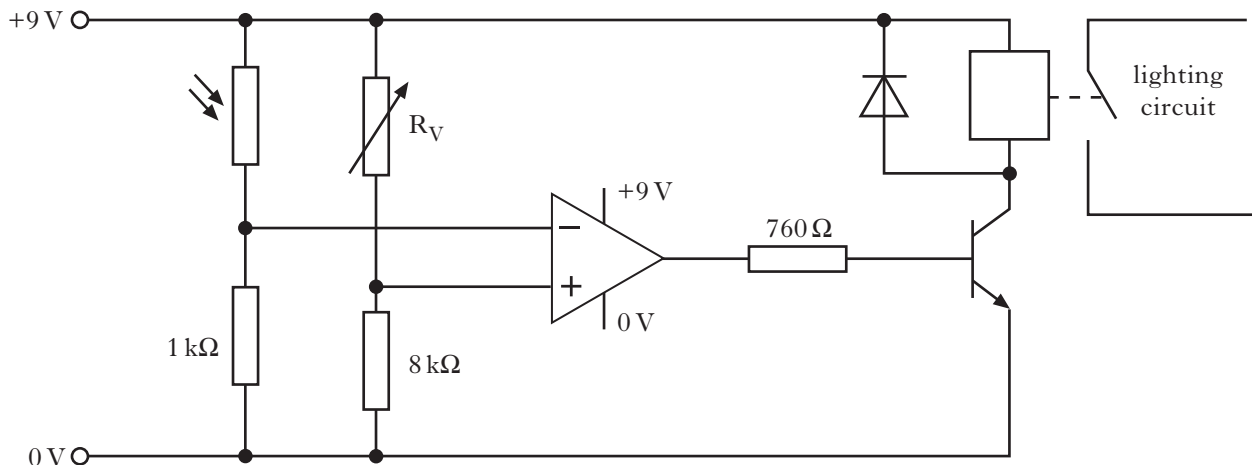 +9 V
lighting
circuit
R_V
+9 V
−
760 Ω
+
0 V
1 kΩ
8 kΩ
0 V